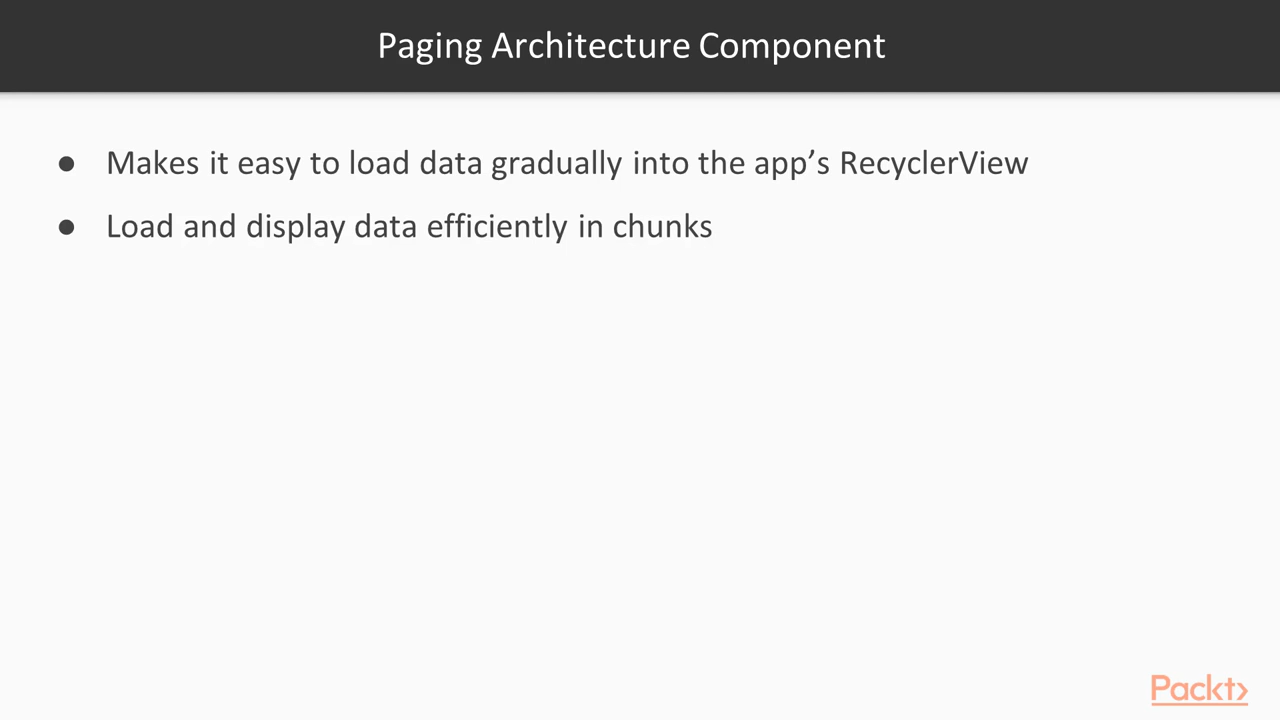 Paging Architecture Component
● Makes it easy to load data gradually into the app’s RecyclerView
● Load and display data efficiently in chunks
Packt>